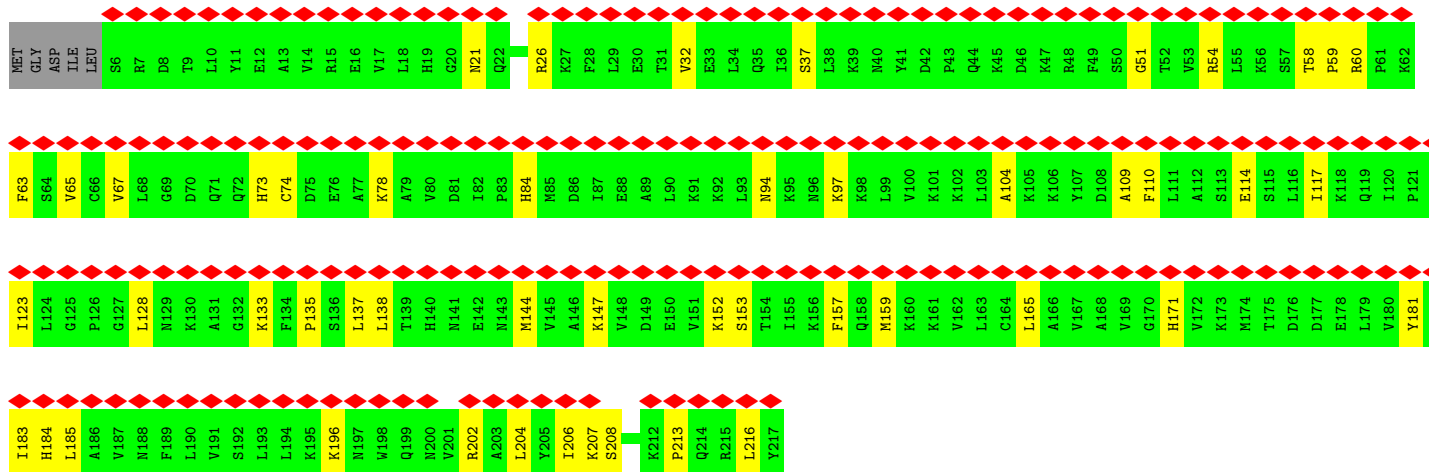 MET GLY ASP ILE LEU S6 R7 D8 T9 L10 Y11 E12 A13 V14 R15 E16 V17 L18 H19 G20 N21 Q22 R26 K27 F28 L29 E30 T31 V32 E33 L34 Q35 I36 S37 L38 K39 N40 Y41 D42 P43 Q44 K45 D46 K47 R48 F49 S50 G51 T52 V53 R54 L55 K56 S57 T58 P59 R60 P61 K62
F63 S64 V65 C66 V67 L68 G69 D70 Q71 Q72 H73 C74 D75 E76 A77 K78 A79 V80 D81 I82 P83 H84 M85 D86 I87 E88 A89 L90 K91 K92 L93 N94 K95 N96 K97 K98 L99 V100 K101 K102 L103 A104 K105 K106 Y107 D108 A109 F110 L111 A112 S113 E114 S115 L116 I117 K118 Q119 I120 P121
I123 L124 G125 P126 G127 L128 N129 K130 A131 G132 K133 F134 P135 S136 L137 L138 T139 H140 N141 E142 N143 M144 V145 A146 K147 V148 D149 E150 V151 K152 S153 T154 I155 K156 F157 Q158 M159 K160 K161 V162 L163 C164 L165 A166 V167 A168 V169 G170 H171 V172 K173 M174 T175 D176 D177 E178 L179 V180 Y181
I183 H184 L185 A186 V187 N188 F189 L190 V191 S192 L193 L194 K195 K196 N197 W198 Q199 N200 V201 R202 A203 L204 Y205 I206 K207 S208 K212 P213 Q214 R215 L216 Y217